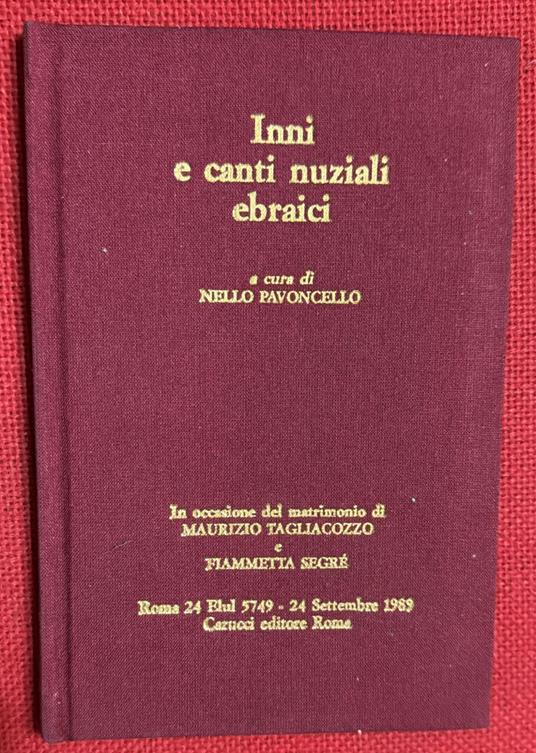 Inni
e canti nuziali
ebraici
a cura di
NELLO PAVONCELLO
In occasione del matrimonio di
MAURIZIO TAGLIACOZZO
e
FIAMMETTA SEGRÉ
Roma 24 Elul 5749 - 24 Settembre 1989
Carucci editore Roma